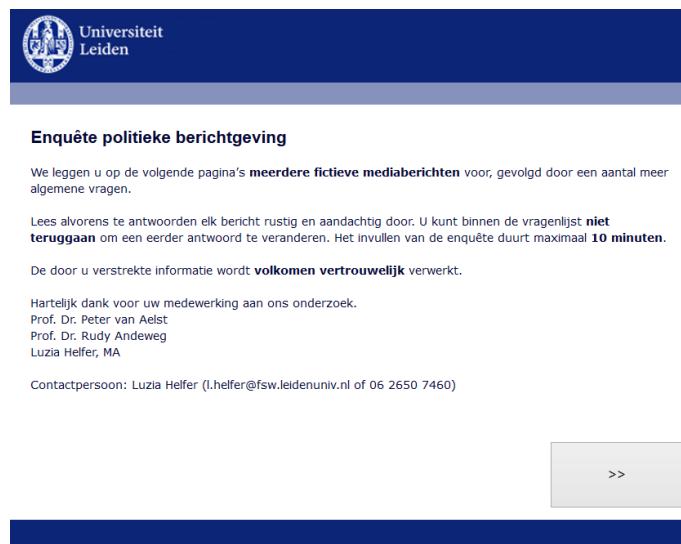 Universiteit
Leiden
Enquête politieke berichtgeving
We leggen u op de volgende pagina's meerdere fictieve mediaberichten voor, gevolgd door een aantal meer
algemene vragen.
Lees alvorens te antwoorden elk bericht rustig en aandachtig door. U kunt binnen de vragenlijst niet
teruggaan om een eerder antwoord te veranderen. Het invullen van de enquête duurt maximaal 10 minuten.
De door u verstrekte informatie wordt volkomen vertrouwelijk verwerkt.
Hartelijk dank voor uw medewerking aan ons onderzoek.
Prof. Dr. Peter van Aelst
Prof. Dr. Rudy Andeweg
Luzia Helfer, MA
Contactpersoon: Luzia Helfer (l.helfer@fsw.leidenuniv.nl of 06 2650 7460)
>>